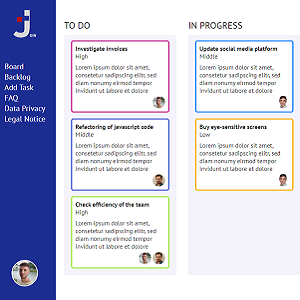 Join
Board
Backlog
Add Task
FAQ
Data Privacy
Legal Notice
TO DO
Investigate invoices
High
Lorem ipsum dolor sit amet,
consetetur sadipscing elitr, sed
diam nonumy eirmod tempor
invidunt ut labore et dolore
Refactoring of javascript code
Middle
Lorem ipsum dolor sit amet,
consetetur sadipscing elitr, sed
diam nonumy eirmod tempor
invidunt ut labore et dolore
Check efficiency of the team
High
Lorem ipsum dolor sit amet,
consetetur sadipscing elitr, sed
diam nonumy eirmod tempor
invidunt ut labore et dolore
IN PROGRESS
Update social media platform
Middle
Lorem ipsum dolor sit amet,
consetetur sadipscing elitr, sed
diam nonumy eirmod tempor
invidunt ut labore et dolore
Buy eye-sensitive screens
Low
Lorem ipsum dolor sit amet,
consetetur sadipscing elitr, sed
diam nonumy eirmod tempor
invidunt ut labore et dolore